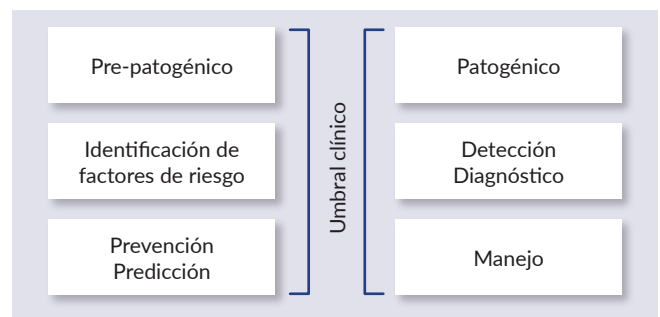 Pre-patogénico
Identificación de
factores de riesgo
Prevención
Predicción
Umbral clínico
Patogénico
Detección
Diagnóstico
Manejo